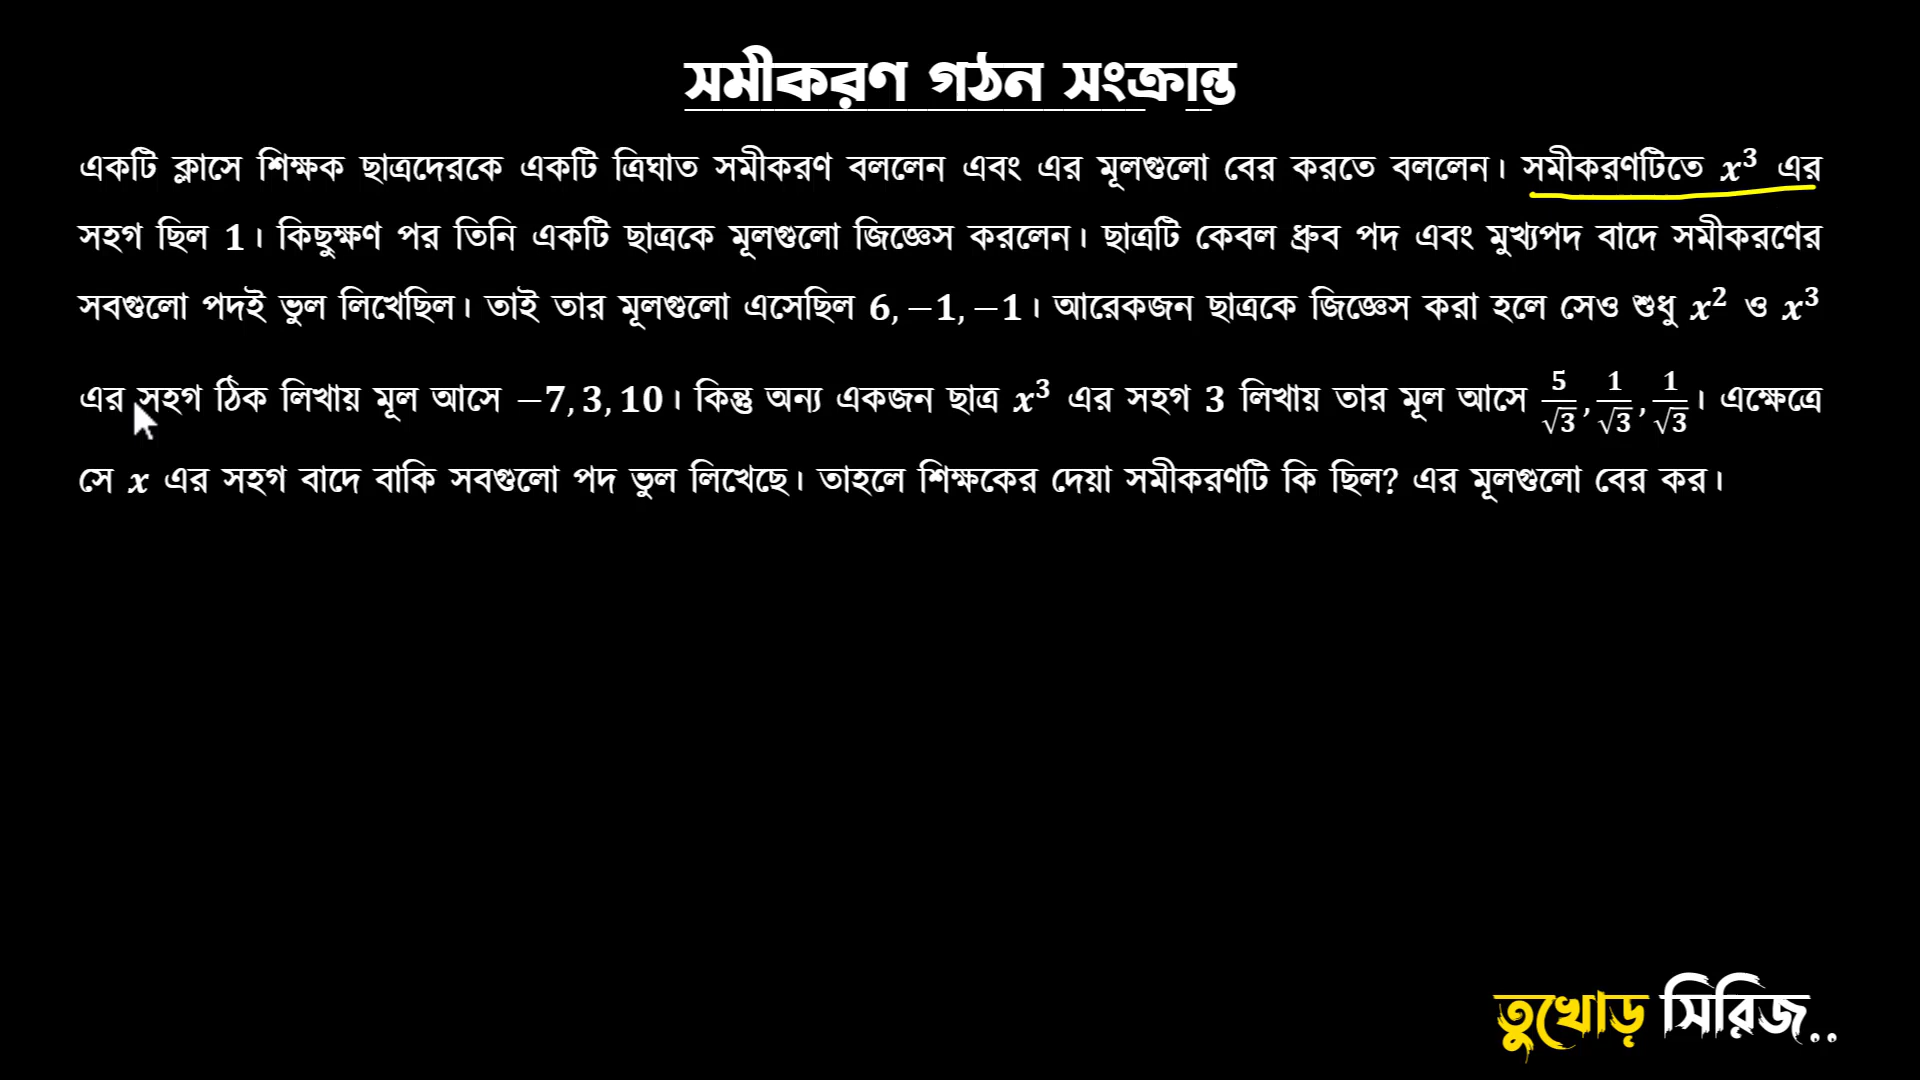 সমীকরণ গঠন সংক্রান্ত
একটি ক্লাসে শিক্ষক ছাত্রদেরকে একটি ত্রিঘাত সমীকরণ বললেন এবং এর মূলগুলো বের করতে বললেন। সমীকরণটিতে x³ এর
সহগ ছিল 1। কিছুক্ষণ পর তিনি একটি ছাত্রকে মূলগুলো জিজ্ঞেস করলেন। ছাত্রটি কেবল ধ্রুব পদ এবং মুখ্যপদ বাদে সমীকরণের
সবগুলো পদই ভুল লিখেছিল। তাই তার মূলগুলো এসেছিল 6, −1, −1। আরেকজন ছাত্রকে জিজ্ঞেস করা হলে সেও শুধু x² ও x³
এর সহগ ঠিক লিখায় মূল আসে −7, 3, 10। কিন্তু অন্য একজন ছাত্র x³ এর সহগ 3 লিখায় তার মূল আসে 5/√3, 1/√3, 1/√3। এক্ষেত্রে
সে x এর সহগ বাদে বাকি সবগুলো পদ ভুল লিখেছে। তাহলে শিক্ষকের দেয়া সমীকরণটি কি ছিল? এর মূলগুলো বের কর।
তুখোড় সিরিজ..